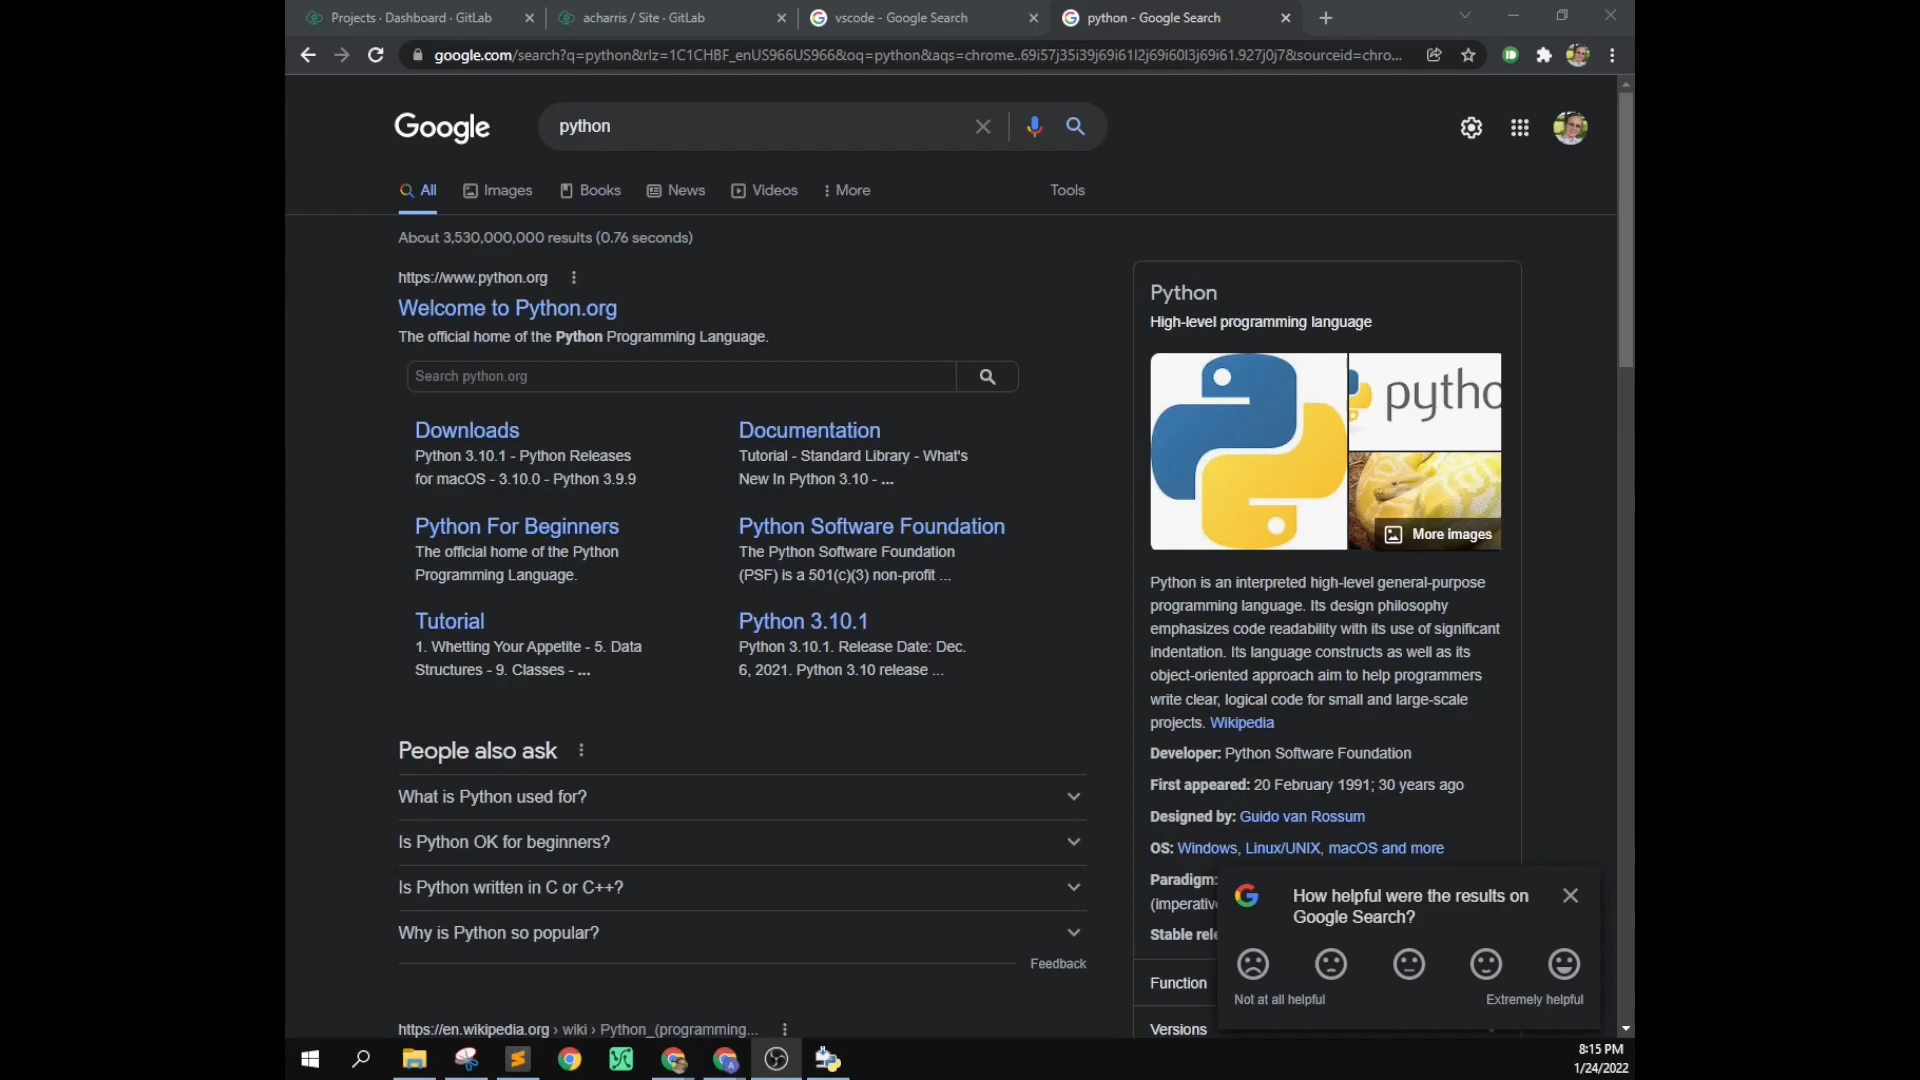 Projects · Dashboard · GitLab
acharris / Site · GitLab
vscode - Google Search
python - Google Search
google.com/search?q=python&rlz=1C1CHBF_enUS966US966&oq=python&aqs=chrome..69i57j35i39j69i61l2j69i60l3j69i61.927j0j7&sourceid=chro...
Google
python
All
Images
Books
News
Videos
More
Tools
About 3,530,000,000 results (0.76 seconds)
https://www.python.org
Welcome to Python.org
The official home of the Python Programming Language.
Search python.org
Downloads
Python 3.10.1 - Python Releases
for macOS - 3.10.0 - Python 3.9.9
Documentation
Tutorial - Standard Library - What's
New In Python 3.10 - ...
Python For Beginners
The official home of the Python
Programming Language.
Python Software Foundation
The Python Software Foundation
(PSF) is a 501(c)(3) non-profit ...
Tutorial
1. Whetting Your Appetite - 5. Data
Structures - 9. Classes - ...
Python 3.10.1
Python 3.10.1. Release Date: Dec.
6, 2021. Python 3.10 release ...
People also ask
What is Python used for?
Is Python OK for beginners?
Is Python written in C or C++?
Why is Python so popular?
Feedback
https://en.wikipedia.org › wiki › Python_(programming...
Python
High-level programming language
pytho
More images
Python is an interpreted high-level general-purpose
programming language. Its design philosophy
emphasizes code readability with its use of significant
indentation. Its language constructs as well as its
object-oriented approach aim to help programmers
write clear, logical code for small and large-scale
projects. Wikipedia
Developer: Python Software Foundation
First appeared: 20 February 1991; 30 years ago
Designed by: Guido van Rossum
OS: Windows, Linux/UNIX, macOS and more
Paradigm:
(imperativ
Stable rel
Function
Versions
How helpful were the results on
Google Search?
Not at all helpful
Extremely helpful
8:15 PM
1/24/2022